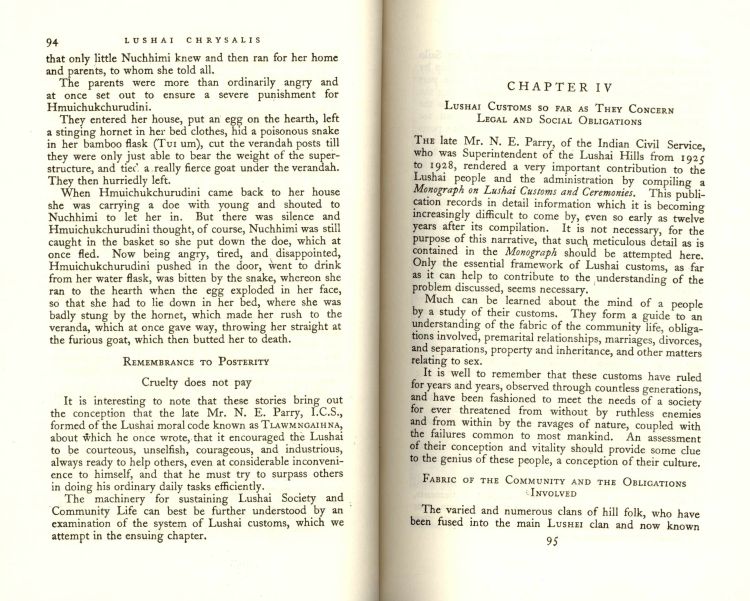 94 LUSHAI CHRYSALIS
that only little Nuchhimi knew and then ran for her home
and parents, to whom she told all.
The parents were more than ordinarily angry and
at once set out to ensure a severe punishment for
Hmuichukchurudini.
They entered her house, put an egg on the hearth, left
a stinging hornet in her bed clothes, hid a poisonous snake
in her bamboo flask (TUI UM), cut the verandah posts till
they were only just able to bear the weight of the super-
structure, and tied a really fierce goat under the verandah.
They then hurriedly left.
When Hmuichukchurudini came back to her house
she was carrying a doe with young and shouted to
Nuchhimi to let her in. But there was silence and
Hmuichukchurudini thought, of course, Nuchhimi was still
caught in the basket so she put down the doe, which at
once fled. Now being angry, tired, and disappointed,
Hmuichukchurudini pushed in the door, went to drink
from her water flask, was bitten by the snake, whereon she
ran to the hearth when the egg exploded in her face,
so that she had to lie down in her bed, where she was
badly stung by the hornet, which made her rush to the
veranda, which at once gave way, throwing her straight at
the furious goat, which then butted her to death.
REMEMBRANCE TO POSTERITY
Cruelty does not pay
It is interesting to note that these stories bring out
the conception that the late Mr. N. E. Parry, I.C.S.,
formed of the Lushai moral code known as TLAWMNGAIHNA,
about which he once wrote, that it encouraged the Lushai
to be courteous, unselfish, courageous, and industrious,
always ready to help others, even at considerable inconveni-
ence to himself, and that he must try to surpass others
in doing his ordinary daily tasks efficiently.
The machinery for sustaining Lushai Society and
Community Life can best be further understood by an
examination of the system of Lushai customs, which we
attempt in the ensuing chapter.
CHAPTER IV
LUSHAI CUSTOMS SO FAR AS THEY CONCERN
LEGAL AND SOCIAL OBLIGATIONS
THE late Mr. N. E. Parry, of the Indian Civil Service,
who was Superintendent of the Lushai Hills from 1925
to 1928, rendered a very important contribution to the
Lushai people and the administration by compiling a
Monograph on Lushai Customs and Ceremonies. This publi-
cation records in detail information which it is becoming
increasingly difficult to come by, even so early as twelve
years after its compilation. It is not necessary, for the
purpose of this narrative, that such meticulous detail as is
contained in the Monograph should be attempted here.
Only the essential framework of Lushai customs, as far
as it can help to contribute to the understanding of the
problem discussed, seems necessary.
Much can be learned about the mind of a people
by a study of their customs. They form a guide to an
understanding of the fabric of the community life, obliga-
tions involved, premarital relationships, marriages, divorces,
and separations, property and inheritance, and other matters
relating to sex.
It is well to remember that these customs have ruled
for years and years, observed through countless generations,
and have been fashioned to meet the needs of a society
for ever threatened from without by ruthless enemies
and from within by the ravages of nature, coupled with
the failures common to most mankind. An assessment
of their conception and vitality should provide some clue
to the genius of these people, a conception of their culture.
FABRIC OF THE COMMUNITY AND THE OBLIGATIONS
INVOLVED
The varied and numerous clans of hill folk, who have
been fused into the main LUSHEI clan and now known
95